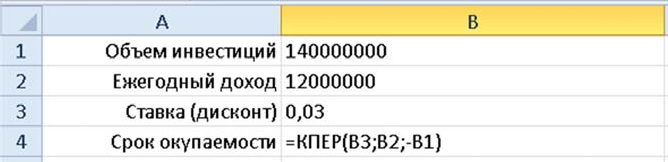 A B
1 Объем инвестиций 140000000
2 Ежегодный доход 12000000
3 Ставка (дисконт) 0,03
4 Срок окупаемости =КПЕР(B3;B2;-B1)